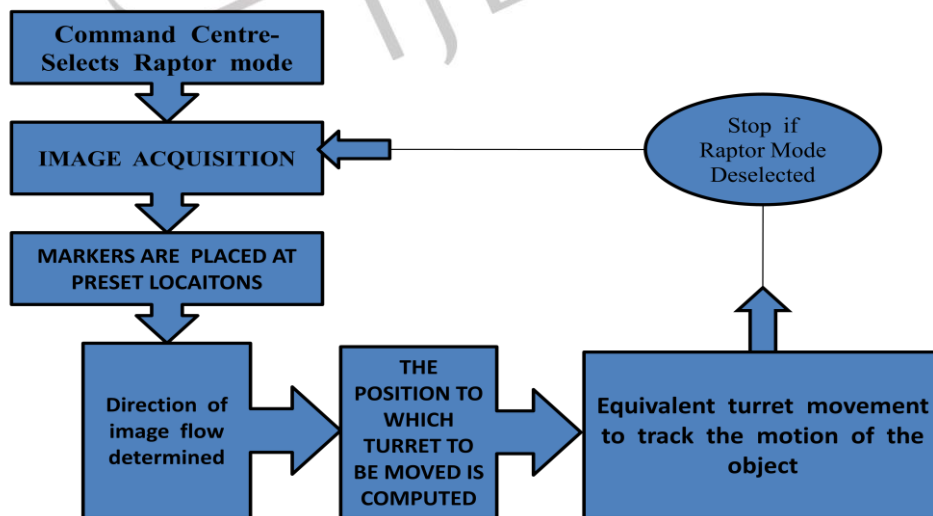 IJE
Command Centre-
Selects Raptor mode
IMAGE ACQUISITION
MARKERS ARE PLACED AT
PRESET LOCAITONS
Direction of
image flow
determined
THE
POSITION TO
WHICH
TURRET TO
BE MOVED IS
COMPUTED
Equivalent turret movement
to track the motion of the
object
Stop if
Raptor Mode
Deselected